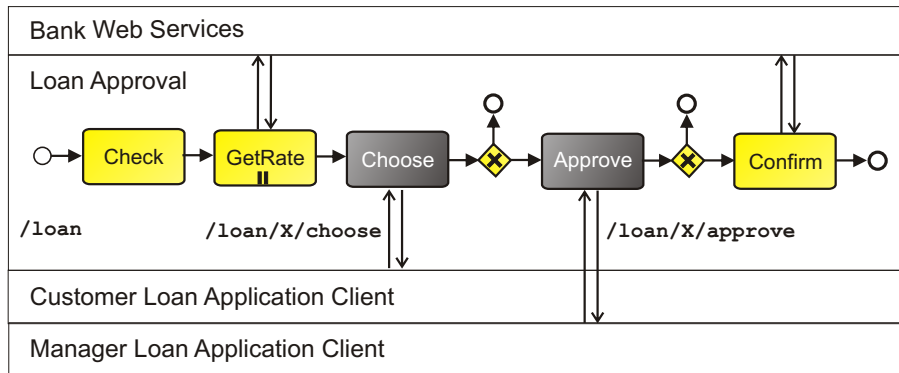 Bank Web Services
Loan Approval
Check
GetRate
Choose
Approve
Confirm
/loan
/loan/X/choose
/loan/X/approve
Customer Loan Application Client
Manager Loan Application Client